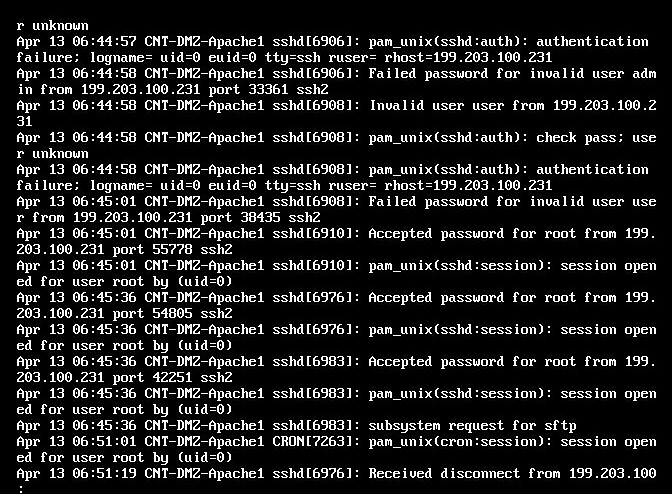 r unknown
Apr 13 06:44:57 CNT-DMZ-Apache1 sshd[6906]: pam_unix(sshd:auth): authentication
failure; logname= uid=0 euid=0 tty=ssh ruser= rhost=199.203.100.231
Apr 13 06:44:58 CNT-DMZ-Apache1 sshd[6906]: Failed password for invalid user adm
in from 199.203.100.231 port 33361 ssh2
Apr 13 06:44:58 CNT-DMZ-Apache1 sshd[6908]: Invalid user user from 199.203.100.2
31
Apr 13 06:44:58 CNT-DMZ-Apache1 sshd[6908]: pam_unix(sshd:auth): check pass; use
r unknown
Apr 13 06:44:58 CNT-DMZ-Apache1 sshd[6908]: pam_unix(sshd:auth): authentication
failure; logname= uid=0 euid=0 tty=ssh ruser= rhost=199.203.100.231
Apr 13 06:45:01 CNT-DMZ-Apache1 sshd[6908]: Failed password for invalid user use
r from 199.203.100.231 port 38435 ssh2
Apr 13 06:45:01 CNT-DMZ-Apache1 sshd[6910]: Accepted password for root from 199.
203.100.231 port 55778 ssh2
Apr 13 06:45:01 CNT-DMZ-Apache1 sshd[6910]: pam_unix(sshd:session): session open
ed for user root by (uid=0)
Apr 13 06:45:36 CNT-DMZ-Apache1 sshd[6976]: Accepted password for root from 199.
203.100.231 port 54805 ssh2
Apr 13 06:45:36 CNT-DMZ-Apache1 sshd[6976]: pam_unix(sshd:session): session open
ed for user root by (uid=0)
Apr 13 06:45:36 CNT-DMZ-Apache1 sshd[6983]: Accepted password for root from 199.
203.100.231 port 42251 ssh2
Apr 13 06:45:36 CNT-DMZ-Apache1 sshd[6983]: pam_unix(sshd:session): session open
ed for user root by (uid=0)
Apr 13 06:45:36 CNT-DMZ-Apache1 sshd[6983]: subsystem request for sftp
Apr 13 06:51:01 CNT-DMZ-Apache1 CRON[7263]: pam_unix(cron:session): session open
ed for user root by (uid=0)
Apr 13 06:51:19 CNT-DMZ-Apache1 sshd[6976]: Received disconnect from 199.203.100
: